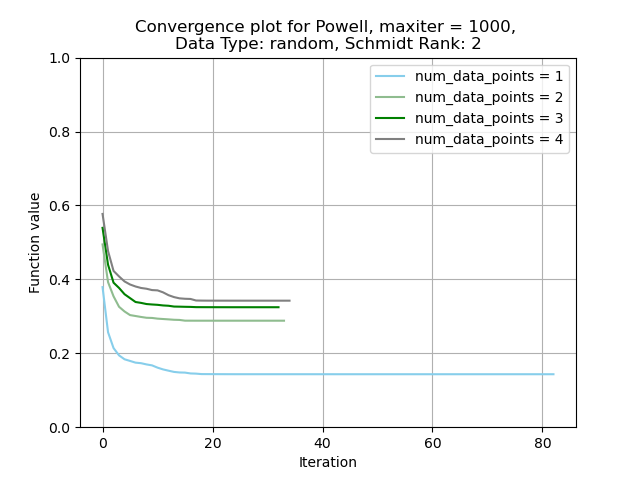 Convergence plot for Powell, maxiter = 1000,
Data Type: random, Schmidt Rank: 2
1.0
0.8
0.6
0.4
0.2
0.0
Function value
num_data_points = 1
num_data_points = 2
num_data_points = 3
num_data_points = 4
0 20 40 60 80
Iteration